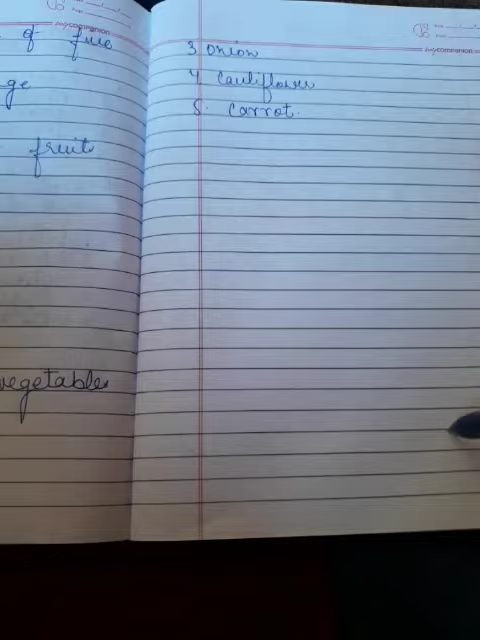 of
ge
fruit
vegetables
3 Onion
4 Cauliflower
5. Carrot.